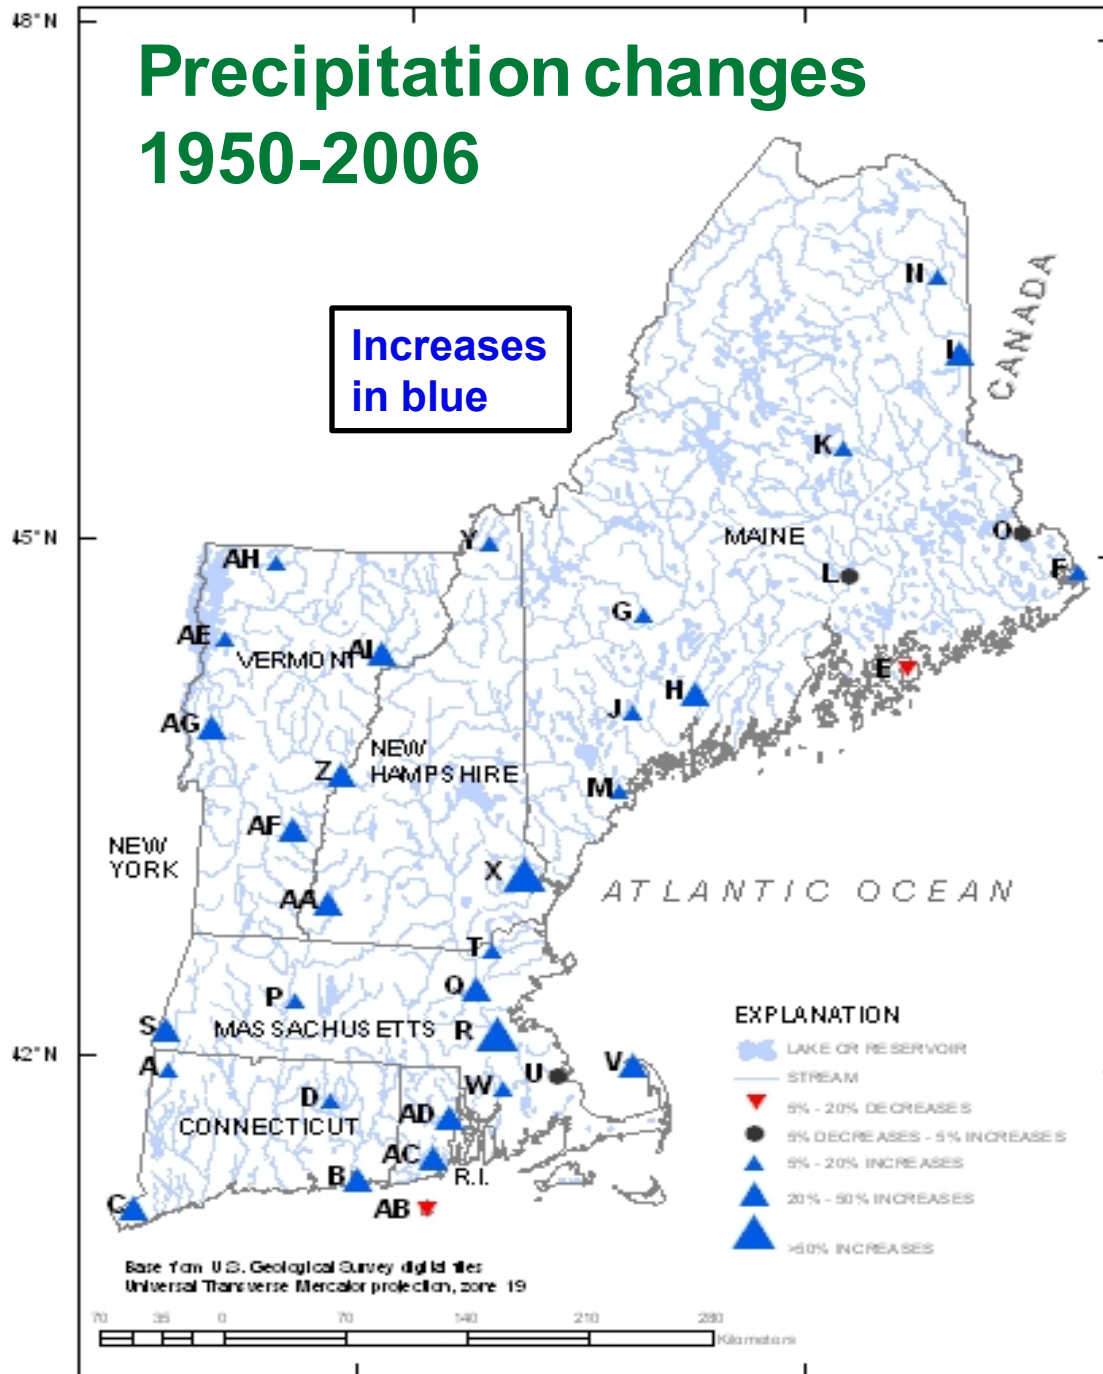 48°N
Precipitation changes
1950-2006
Increases
in blue
CANADA
N
I
K
45°N
MAINE
O
Y
AH
L
F
G
AE
VERMONT
AI
E
H
J
AG
NEW
HAMPSHIRE
Z
M
AF
NEW
YORK
X
ATLANTIC OCEAN
AA
T
Q
P
S
MASSACHUSETTS
R
42°N
A
U
V
W
D
CONNECTICUT
AD
AC
R.I.
B
C
AB
EXPLANATION
LAKE OR RESERVOIR
STREAM
5% - 20% DECREASES
5% DECREASES - 5% INCREASES
5% - 20% INCREASES
20% - 50% INCREASES
>50% INCREASES
Base from U.S. Geological Survey digital files
Universal Transverse Mercator projection, zone 19
70 35 0 70 140 210 280
Kilometers